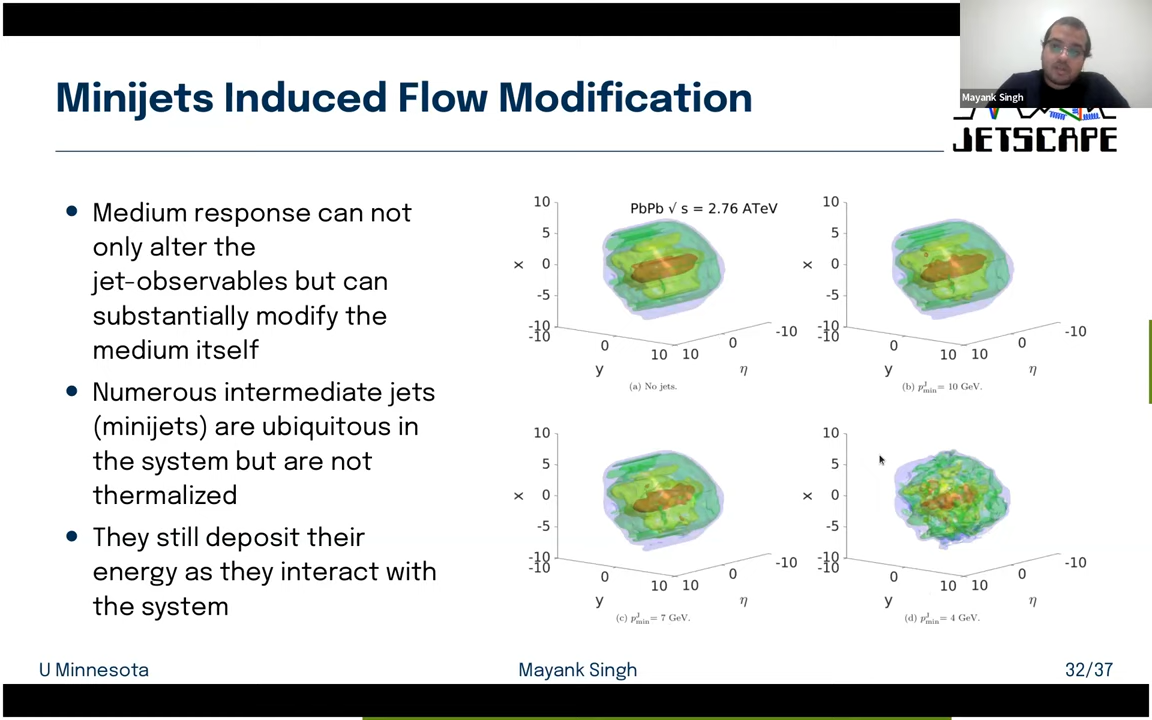 Mayank Singh
JETSCAPE
Minijets Induced Flow Modification
• Medium response can not
only alter the
jet-observables but can
substantially modify the
medium itself
• Numerous intermediate jets
(minijets) are ubiquitous in
the system but are not
thermalized
• They still deposit their
energy as they interact with
the system
PbPb √ s = 2.76 ATeV
10
5
0
-5
-10
x
-10
0
10
y
10
0
-10
η
(a) No jets.
10
5
0
-5
-10
x
-10
0
10
y
10
0
-10
η
(b) p^J_min = 10 GeV.
10
5
0
-5
-10
x
-10
0
10
y
10
0
-10
η
(c) p^J_min = 7 GeV.
10
5
0
-5
-10
x
-10
0
10
y
10
0
-10
η
(d) p^J_min = 4 GeV.
U Minnesota
Mayank Singh
32/37